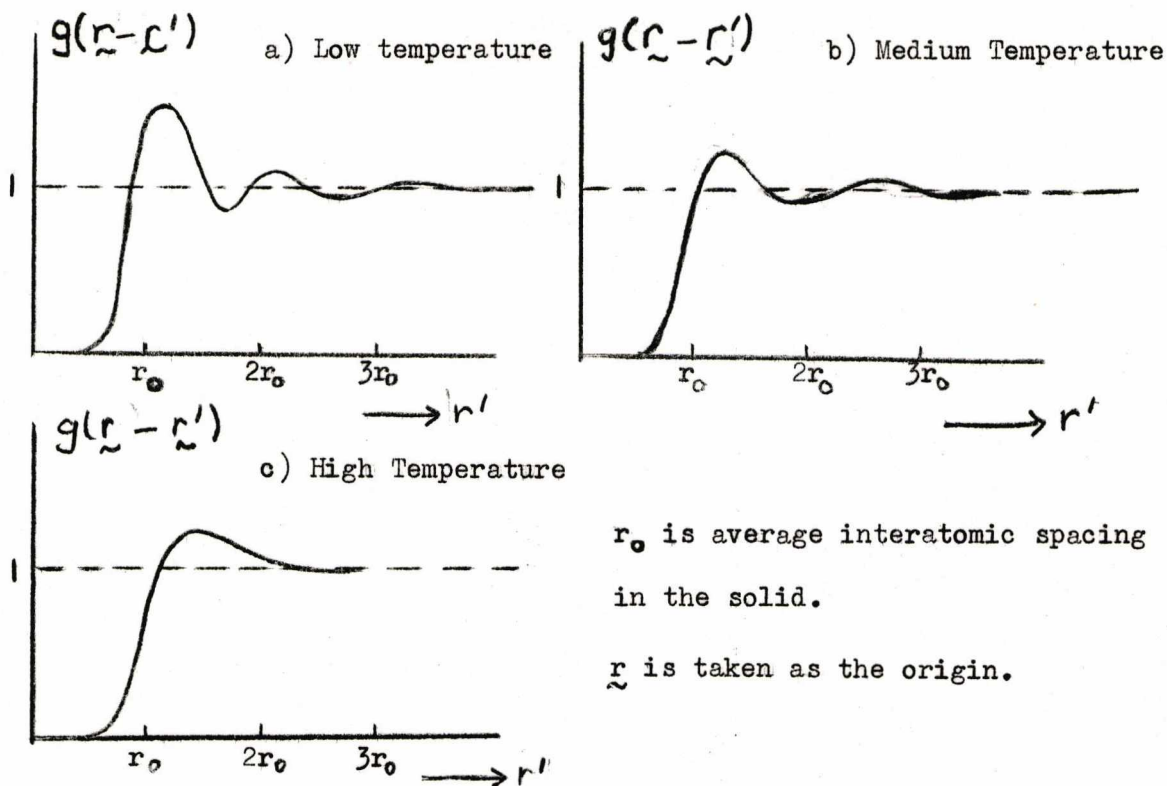 g(r-r')
a) Low temperature
1
r₀ 2r₀ 3r₀
r'
g(r-r')
b) Medium Temperature
1
r₀ 2r₀ 3r₀
r'
g(r-r')
c) High Temperature
1
r₀ 2r₀ 3r₀
r'
r₀ is average interatomic spacing
in the solid.
r is taken as the origin.